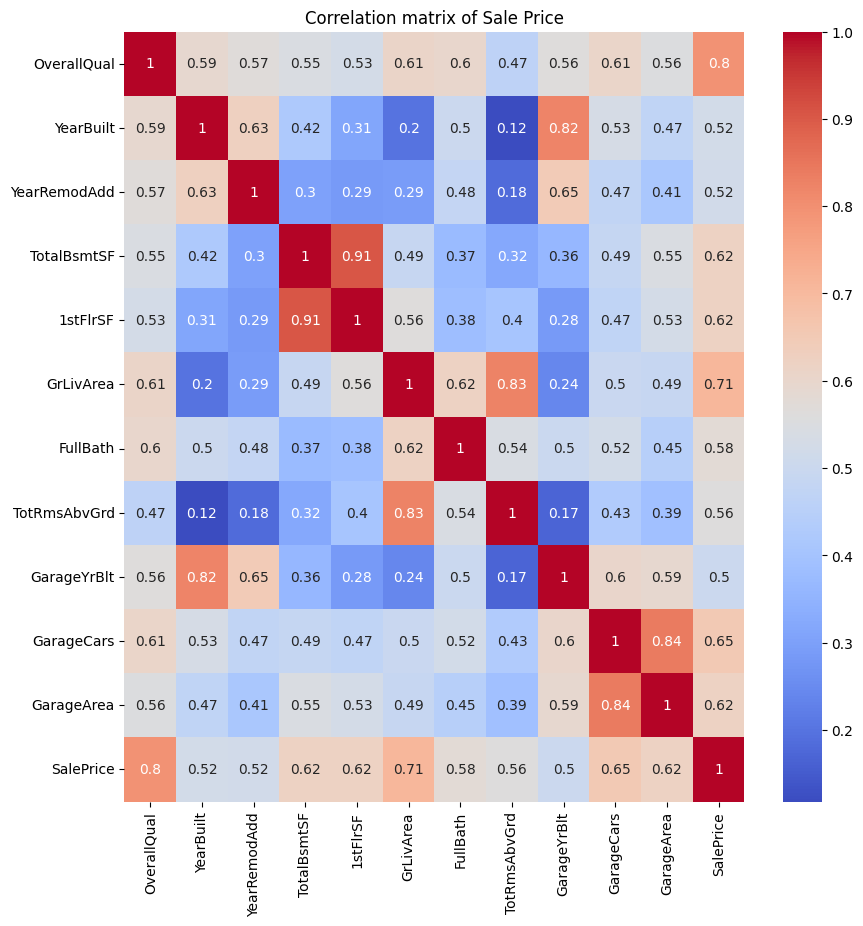 Correlation matrix of Sale Price
OverallQual 1 0.59 0.57 0.55 0.53 0.61 0.6 0.47 0.56 0.61 0.56 0.8
YearBuilt 0.59 1 0.63 0.42 0.31 0.2 0.5 0.12 0.82 0.53 0.47 0.52
YearRemodAdd 0.57 0.63 1 0.3 0.29 0.29 0.48 0.18 0.65 0.47 0.41 0.52
TotalBsmtSF 0.55 0.42 0.3 1 0.91 0.49 0.37 0.32 0.36 0.49 0.55 0.62
1stFlrSF 0.53 0.31 0.29 0.91 1 0.56 0.38 0.4 0.28 0.47 0.53 0.62
GrLivArea 0.61 0.2 0.29 0.49 0.56 1 0.62 0.83 0.24 0.5 0.49 0.71
FullBath 0.6 0.5 0.48 0.37 0.38 0.62 1 0.54 0.5 0.52 0.45 0.58
TotRmsAbvGrd 0.47 0.12 0.18 0.32 0.4 0.83 0.54 1 0.17 0.43 0.39 0.56
GarageYrBlt 0.56 0.82 0.65 0.36 0.28 0.24 0.5 0.17 1 0.6 0.59 0.5
GarageCars 0.61 0.53 0.47 0.49 0.47 0.5 0.52 0.43 0.6 1 0.84 0.65
GarageArea 0.56 0.47 0.41 0.55 0.53 0.49 0.45 0.39 0.59 0.84 1 0.62
SalePrice 0.8 0.52 0.52 0.62 0.62 0.71 0.58 0.56 0.5 0.65 0.62 1
OverallQual
YearBuilt
YearRemodAdd
TotalBsmtSF
1stFlrSF
GrLivArea
FullBath
TotRmsAbvGrd
GarageYrBlt
GarageCars
GarageArea
SalePrice
1.0
0.9
0.8
0.7
0.6
0.5
0.4
0.3
0.2